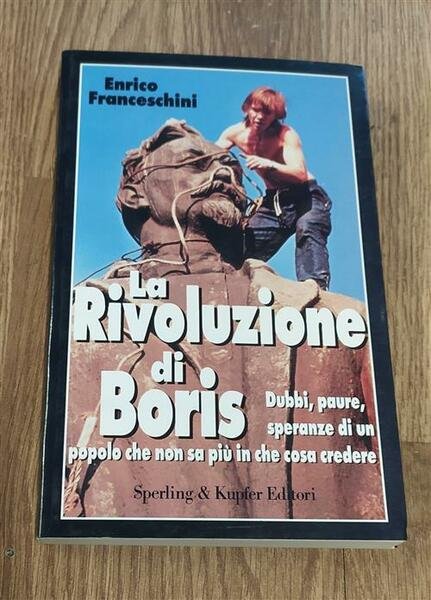 Enrico
Franceschini
La
Rivoluzione
di
Boris
Dubbi, paure,
speranze di un
popolo che non sa più in che cosa credere
Sperling & Kupfer Editori